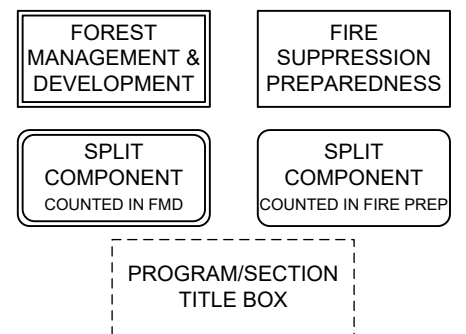 FOREST
MANAGEMENT &
DEVELOPMENT
FIRE
SUPPRESSION
PREPAREDNESS
SPLIT
COMPONENT
COUNTED IN FMD
SPLIT
COMPONENT
COUNTED IN FIRE PREP
PROGRAM/SECTION
TITLE BOX